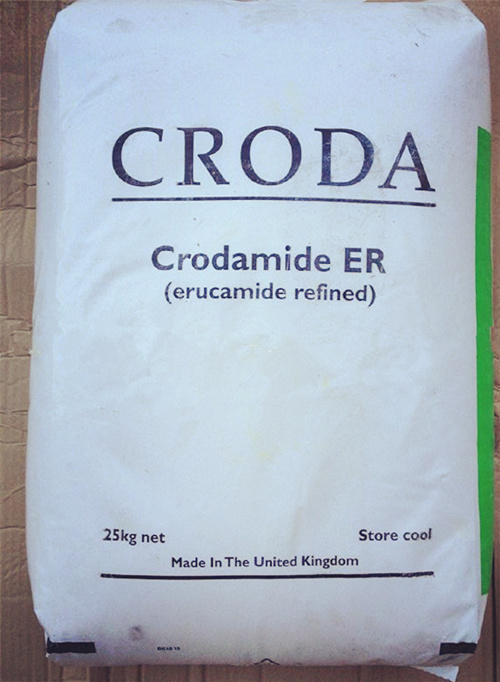 CRODA
Crodamide ER
(erucamide refined)
25kg net
Store cool
Made In The United Kingdom